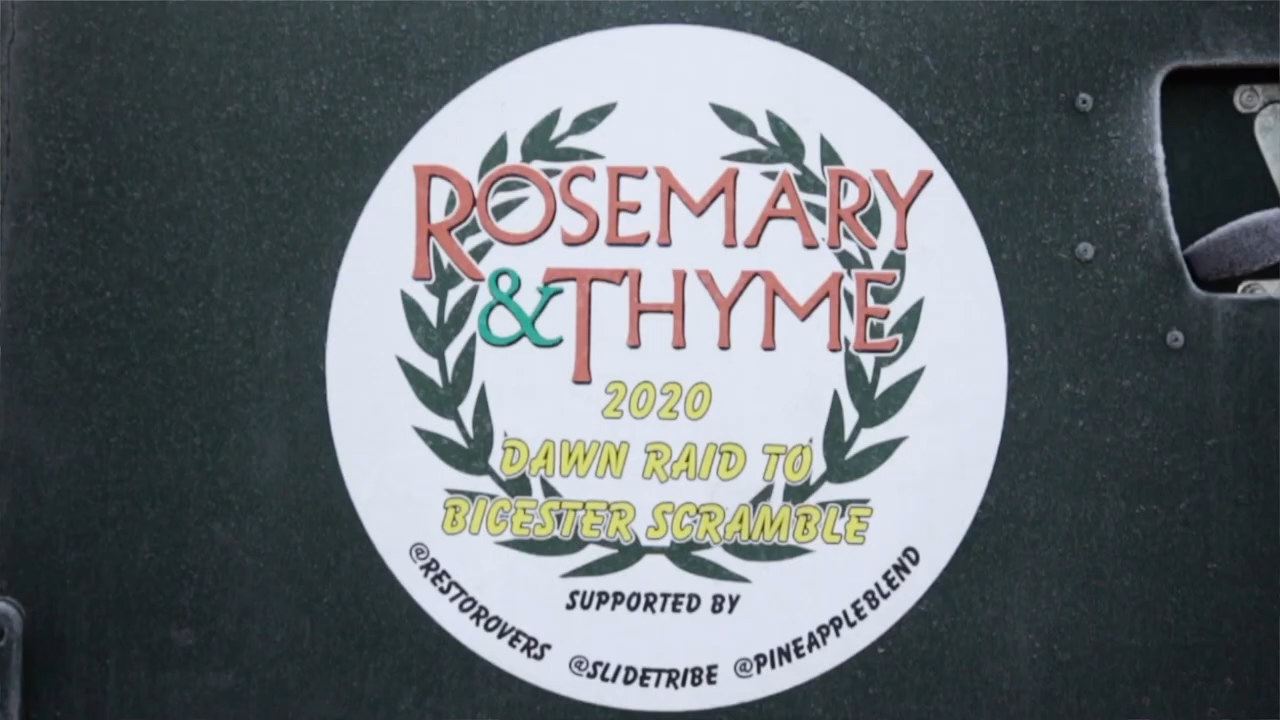 ROSEMARY
&THYME
2020
DAWN RAID TO
BICESTER SCRAMBLE
SUPPORTED BY
@RESTOROVERS @SLIDETRIBE @PINEAPPLEBLEND